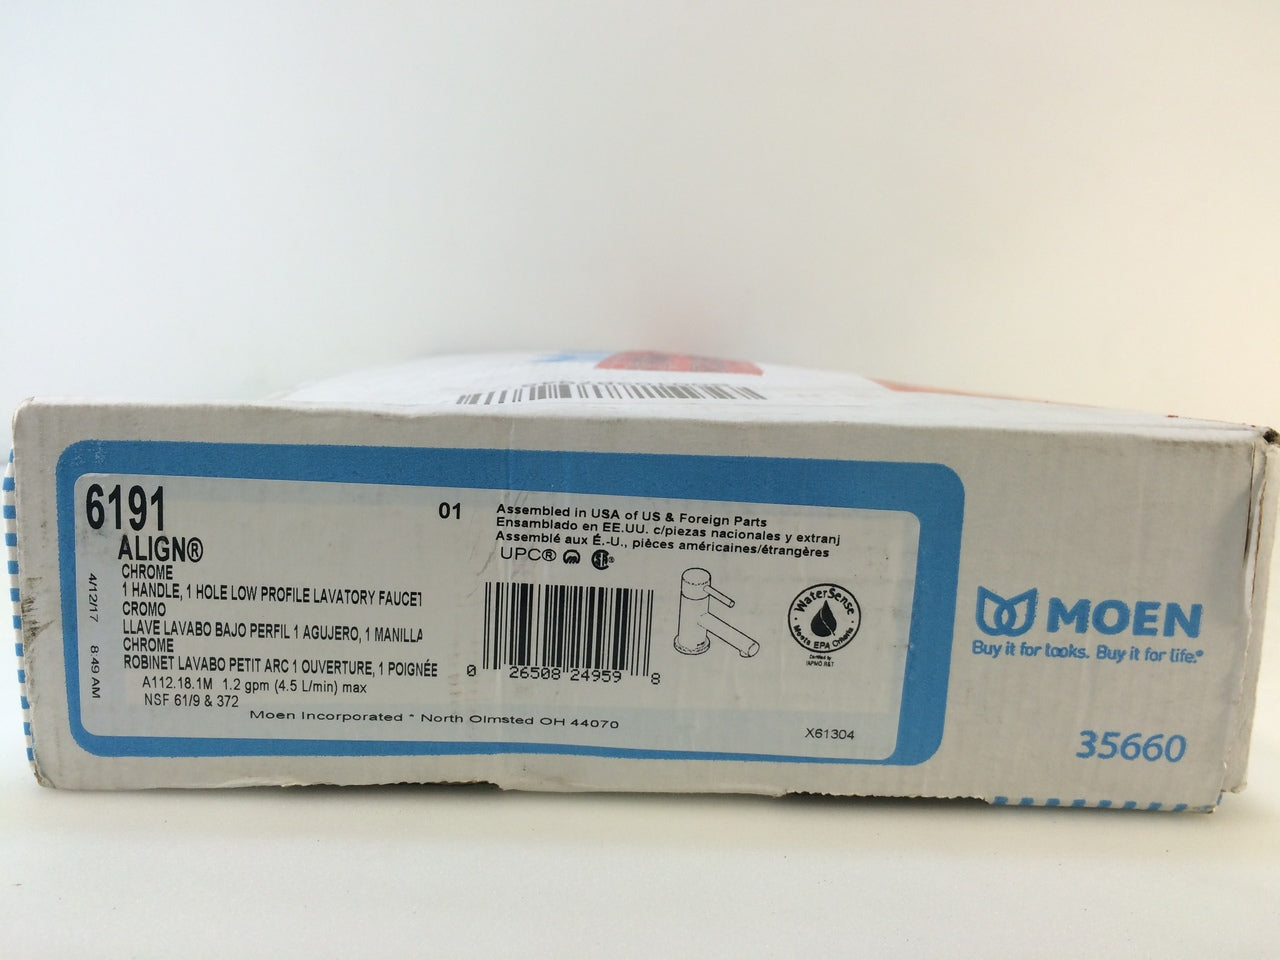 6191
01
ALIGN®
CHROME
1 HANDLE, 1 HOLE LOW PROFILE LAVATORY FAUCET
CROMO
LLAVE LAVABO BAJO PERFIL 1 AGUJERO, 1 MANILLA
CHROME
ROBINET LAVABO PETIT ARC 1 OUVERTURE, 1 POIGNÉE
A112.18.1M 1.2 gpm (4.5 L/min) max
NSF 61/9 & 372
Moen Incorporated * North Olmsted OH 44070
4/12/17 8:49 AM
Assembled in USA of US & Foreign Parts
Ensamblado en EE.UU. c/piezas nacionales y extranj
Assemblé aux É.-U., pièces américaines/étrangères
UPC® SA®
0 26508 24959 8
WaterSense
Meets EPA Criteria
Certified by
IAPMO R&T
X61304
MOEN
Buy it for looks. Buy it for life.®
35660